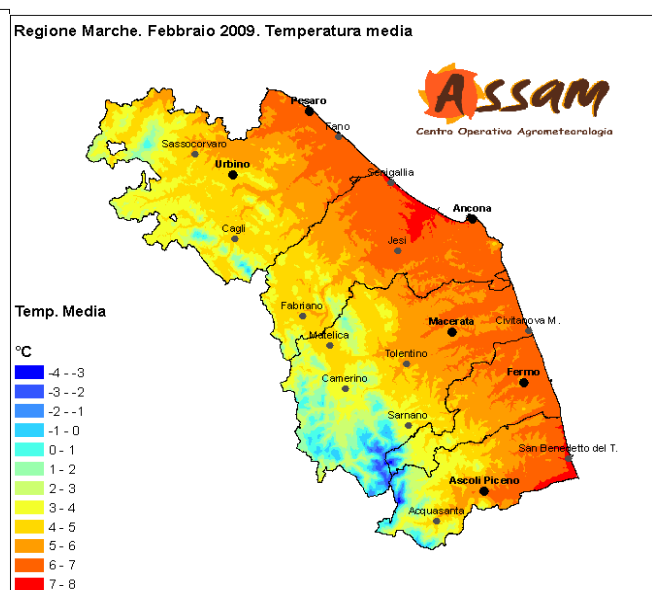 Regione Marche. Febbraio 2009. Temperatura media
Assam
Centro Operativo Agrometeorologia
Pesaro
Fano
Sassocorvaro
Urbino
Senigallia
Ancona
Cagli
Jesi
Fabriano
Macerata
Civitanova M.
Matelica
Tolentino
Camerino
Fermo
Sarnano
San Benedetto del T.
Ascoli Piceno
Acquasanta
Temp. Media
°C
-4 - -3
-3 - -2
-2 - -1
-1 - 0
0 - 1
1 - 2
2 - 3
3 - 4
4 - 5
5 - 6
6 - 7
7 - 8